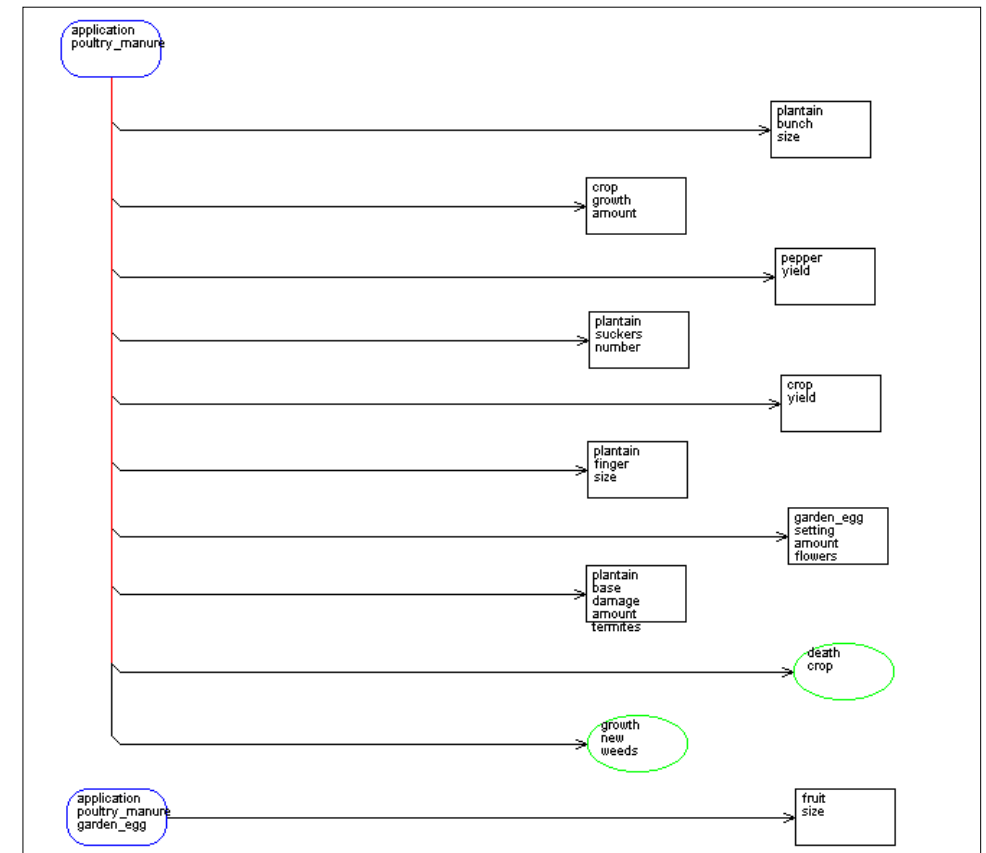 application
poultry_manure
plantain
bunch
size
crop
growth
amount
pepper
yield
plantain
suckers
number
crop
yield
plantain
finger
size
garden_egg
setting
amount
flowers
plantain
base
damage
amount
termites
death
crop
growth
new
weeds
application
poultry_manure
garden_egg
fruit
size